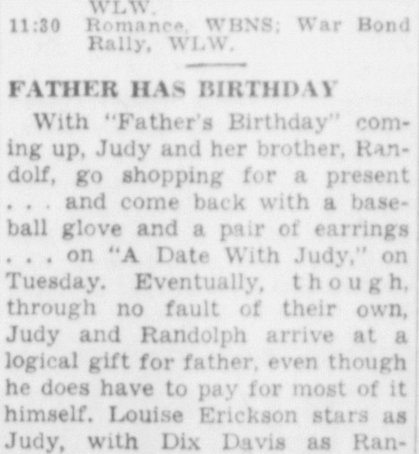 WLW.
11:30 Romance, WBNS; War Bond
Rally, WLW.
FATHER HAS BIRTHDAY
With "Father's Birthday" com-
ing up, Judy and her brother, Ran-
dolf, go shopping for a present
. . . and come back with a base-
ball glove and a pair of earrings
. . . on "A Date With Judy," on
Tuesday. Eventually, though,
through no fault of their own,
Judy and Randolph arrive at a
logical gift for father, even though
he does have to pay for most of it
himself. Louise Erickson stars as
Judy, with Dix Davis as Ran-